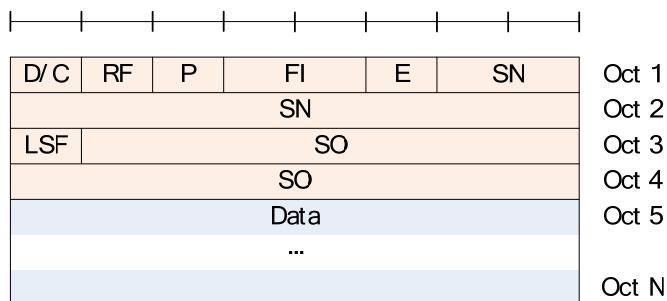 D/C RF P FI E SN Oct 1
SN Oct 2
LSF SO Oct 3
SO Oct 4
Data Oct 5
...
Oct N